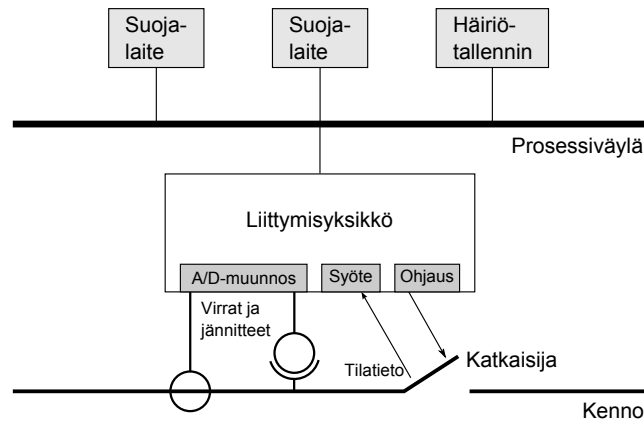 Suoja-
laite
Suoja-
laite
Häiriö-
tallennin
Prosessiväylä
Liittymisyksikkö
A/D-muunnos
Syöte
Ohjaus
Virrat ja
jännitteet
Tilatieto
Katkaisija
Kenno